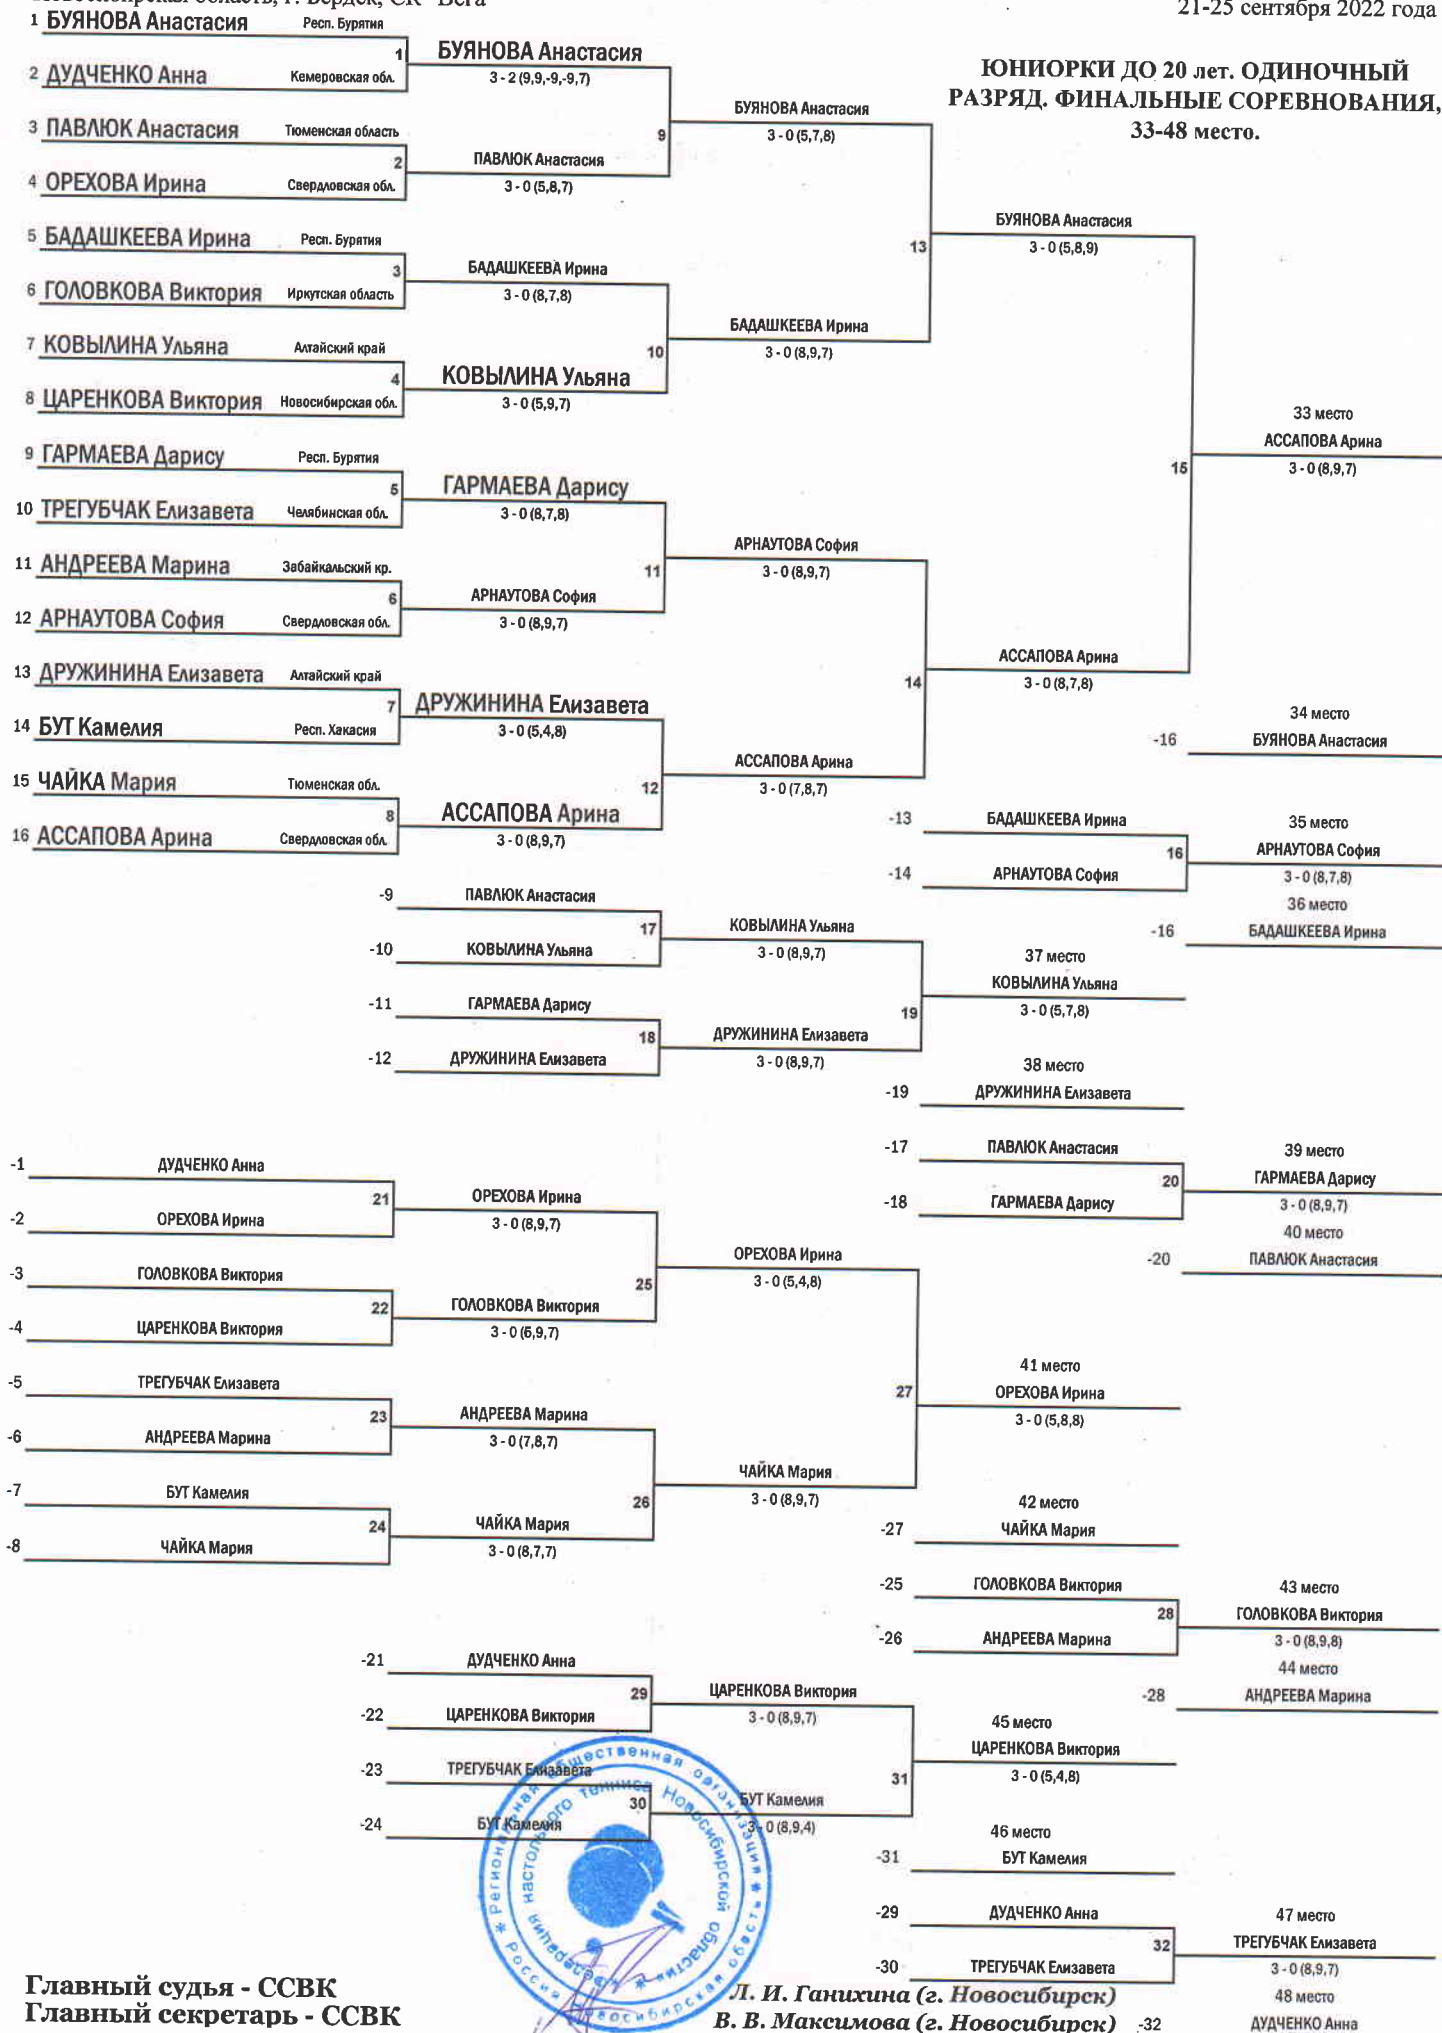 21-25 сентября 2022 года
ЮНИОРКИ ДО 20 лет. ОДИНОЧНЫЙ
РАЗРЯД. ФИНАЛЬНЫЕ СОРЕВНОВАНИЯ,
33-48 место.
1 БУЯНОВА Анастасия Респ. Бурятия
1 БУЯНОВА Анастасия
2 ДУДЧЕНКО Анна Кемеровская обл.
3 - 2 (9,9,-9,-9,7)
БУЯНОВА Анастасия
3 ПАВЛЮК Анастасия Тюменская область
9 3 - 0 (5,7,8)
2 ПАВЛЮК Анастасия
4 ОРЕХОВА Ирина Свердловская обл.
3 - 0 (5,8,7)
БУЯНОВА Анастасия
5 БАДАШКЕЕВА Ирина Респ. Бурятия
13 3 - 0 (5,8,9)
3 БАДАШКЕЕВА Ирина
6 ГОЛОВКОВА Виктория Иркутская область
3 - 0 (8,7,8)
БАДАШКЕЕВА Ирина
7 КОВЫЛИНА Ульяна Алтайский край
10 3 - 0 (8,9,7)
4 КОВЫЛИНА Ульяна
8 ЦАРЕНКОВА Виктория Новосибирская обл.
3 - 0 (5,9,7)
33 место
АССАПОВА Арина
9 ГАРМАЕВА Дарису Респ. Бурятия
15 3 - 0 (8,9,7)
5 ГАРМАЕВА Дарису
10 ТРЕГУБЧАК Елизавета Челябинская обл.
3 - 0 (8,7,8)
АРНАУТОВА София
11 АНДРЕЕВА Марина Забайкальский кр.
11 3 - 0 (8,9,7)
6 АРНАУТОВА София
12 АРНАУТОВА София Свердловская обл.
3 - 0 (8,9,7)
АССАПОВА Арина
13 ДРУЖИНИНА Елизавета Алтайский край
14 3 - 0 (8,7,8)
7 ДРУЖИНИНА Елизавета
14 БУТ Камелия Респ. Хакасия
3 - 0 (5,4,8)
34 место
-16 БУЯНОВА Анастасия
АССАПОВА Арина
15 ЧАЙКА Мария Тюменская обл.
12 3 - 0 (7,8,7)
8 АССАПОВА Арина
16 АССАПОВА Арина Свердловская обл.
3 - 0 (8,9,7)
-13 БАДАШКЕЕВА Ирина 35 место
16 АРНАУТОВА София
-14 АРНАУТОВА София 3 - 0 (8,7,8)
36 место
-16 БАДАШКЕЕВА Ирина
-9 ПАВЛЮК Анастасия
17 КОВЫЛИНА Ульяна
-10 КОВЫЛИНА Ульяна 3 - 0 (8,9,7)
37 место
КОВЫЛИНА Ульяна
-11 ГАРМАЕВА Дарису
19 3 - 0 (5,7,8)
18 ДРУЖИНИНА Елизавета
-12 ДРУЖИНИНА Елизавета 3 - 0 (8,9,7)
38 место
-19 ДРУЖИНИНА Елизавета
-17 ПАВЛЮК Анастасия 39 место
20 ГАРМАЕВА Дарису
-18 ГАРМАЕВА Дарису 3 - 0 (8,9,7)
40 место
-20 ПАВЛЮК Анастасия
-1 ДУДЧЕНКО Анна
21 ОРЕХОВА Ирина
-2 ОРЕХОВА Ирина 3 - 0 (8,9,7)
ОРЕХОВА Ирина
-3 ГОЛОВКОВА Виктория
25 3 - 0 (5,4,8)
22 ГОЛОВКОВА Виктория
-4 ЦАРЕНКОВА Виктория 3 - 0 (6,9,7)
41 место
-5 ТРЕГУБЧАК Елизавета
27 ОРЕХОВА Ирина
3 - 0 (5,8,8)
23 АНДРЕЕВА Марина
-6 АНДРЕЕВА Марина 3 - 0 (7,8,7)
ЧАЙКА Мария
-7 БУТ Камелия
26 3 - 0 (8,9,7)
24 ЧАЙКА Мария
-8 ЧАЙКА Мария 3 - 0 (8,7,7)
42 место
-27 ЧАЙКА Мария
-25 ГОЛОВКОВА Виктория 43 место
28 ГОЛОВКОВА Виктория
-26 АНДРЕЕВА Марина 3 - 0 (8,9,8)
44 место
-28 АНДРЕЕВА Марина
-21 ДУДЧЕНКО Анна
29 ЦАРЕНКОВА Виктория
-22 ЦАРЕНКОВА Виктория 3 - 0 (8,9,7)
45 место
ЦАРЕНКОВА Виктория
-23 ТРЕГУБЧАК Елизавета
31 3 - 0 (5,4,8)
30 БУТ Камелия
-24 БУТ Камелия 3 - 0 (8,9,4)
46 место
-31 БУТ Камелия
-29 ДУДЧЕНКО Анна 47 место
32 ТРЕГУБЧАК Елизавета
-30 ТРЕГУБЧАК Елизавета 3 - 0 (8,9,7)
48 место
-32 ДУДЧЕНКО Анна
Региональная общественная организация * Россия Новосибирская область *
федерация настольного тенниса Новосибирской области
Главный судья - ССВК Л. И. Ганихина (г. Новосибирск)
Главный секретарь - ССВК В. В. Максимова (г. Новосибирск)